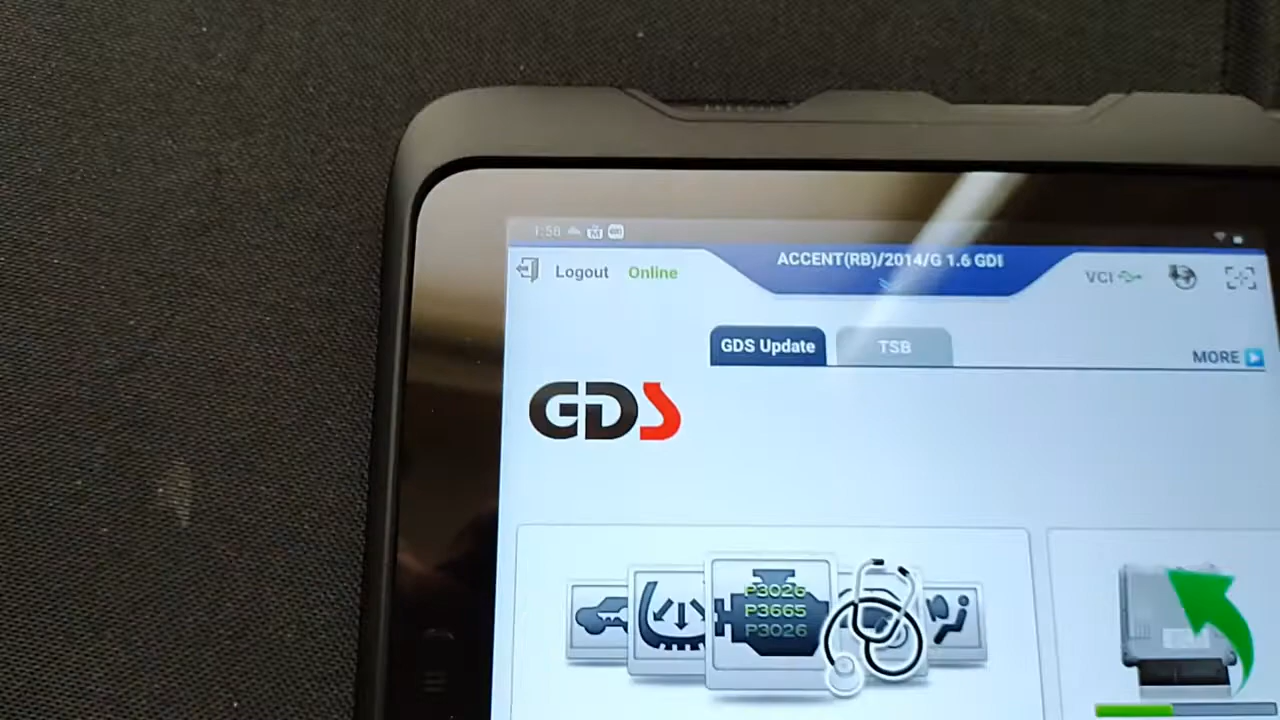 1:58
ACCENT(RB)/2014/G 1.6 GDI
Logout Online
VCI
GDS Update TSB
MORE
GDS
P3026
P3665
P3026